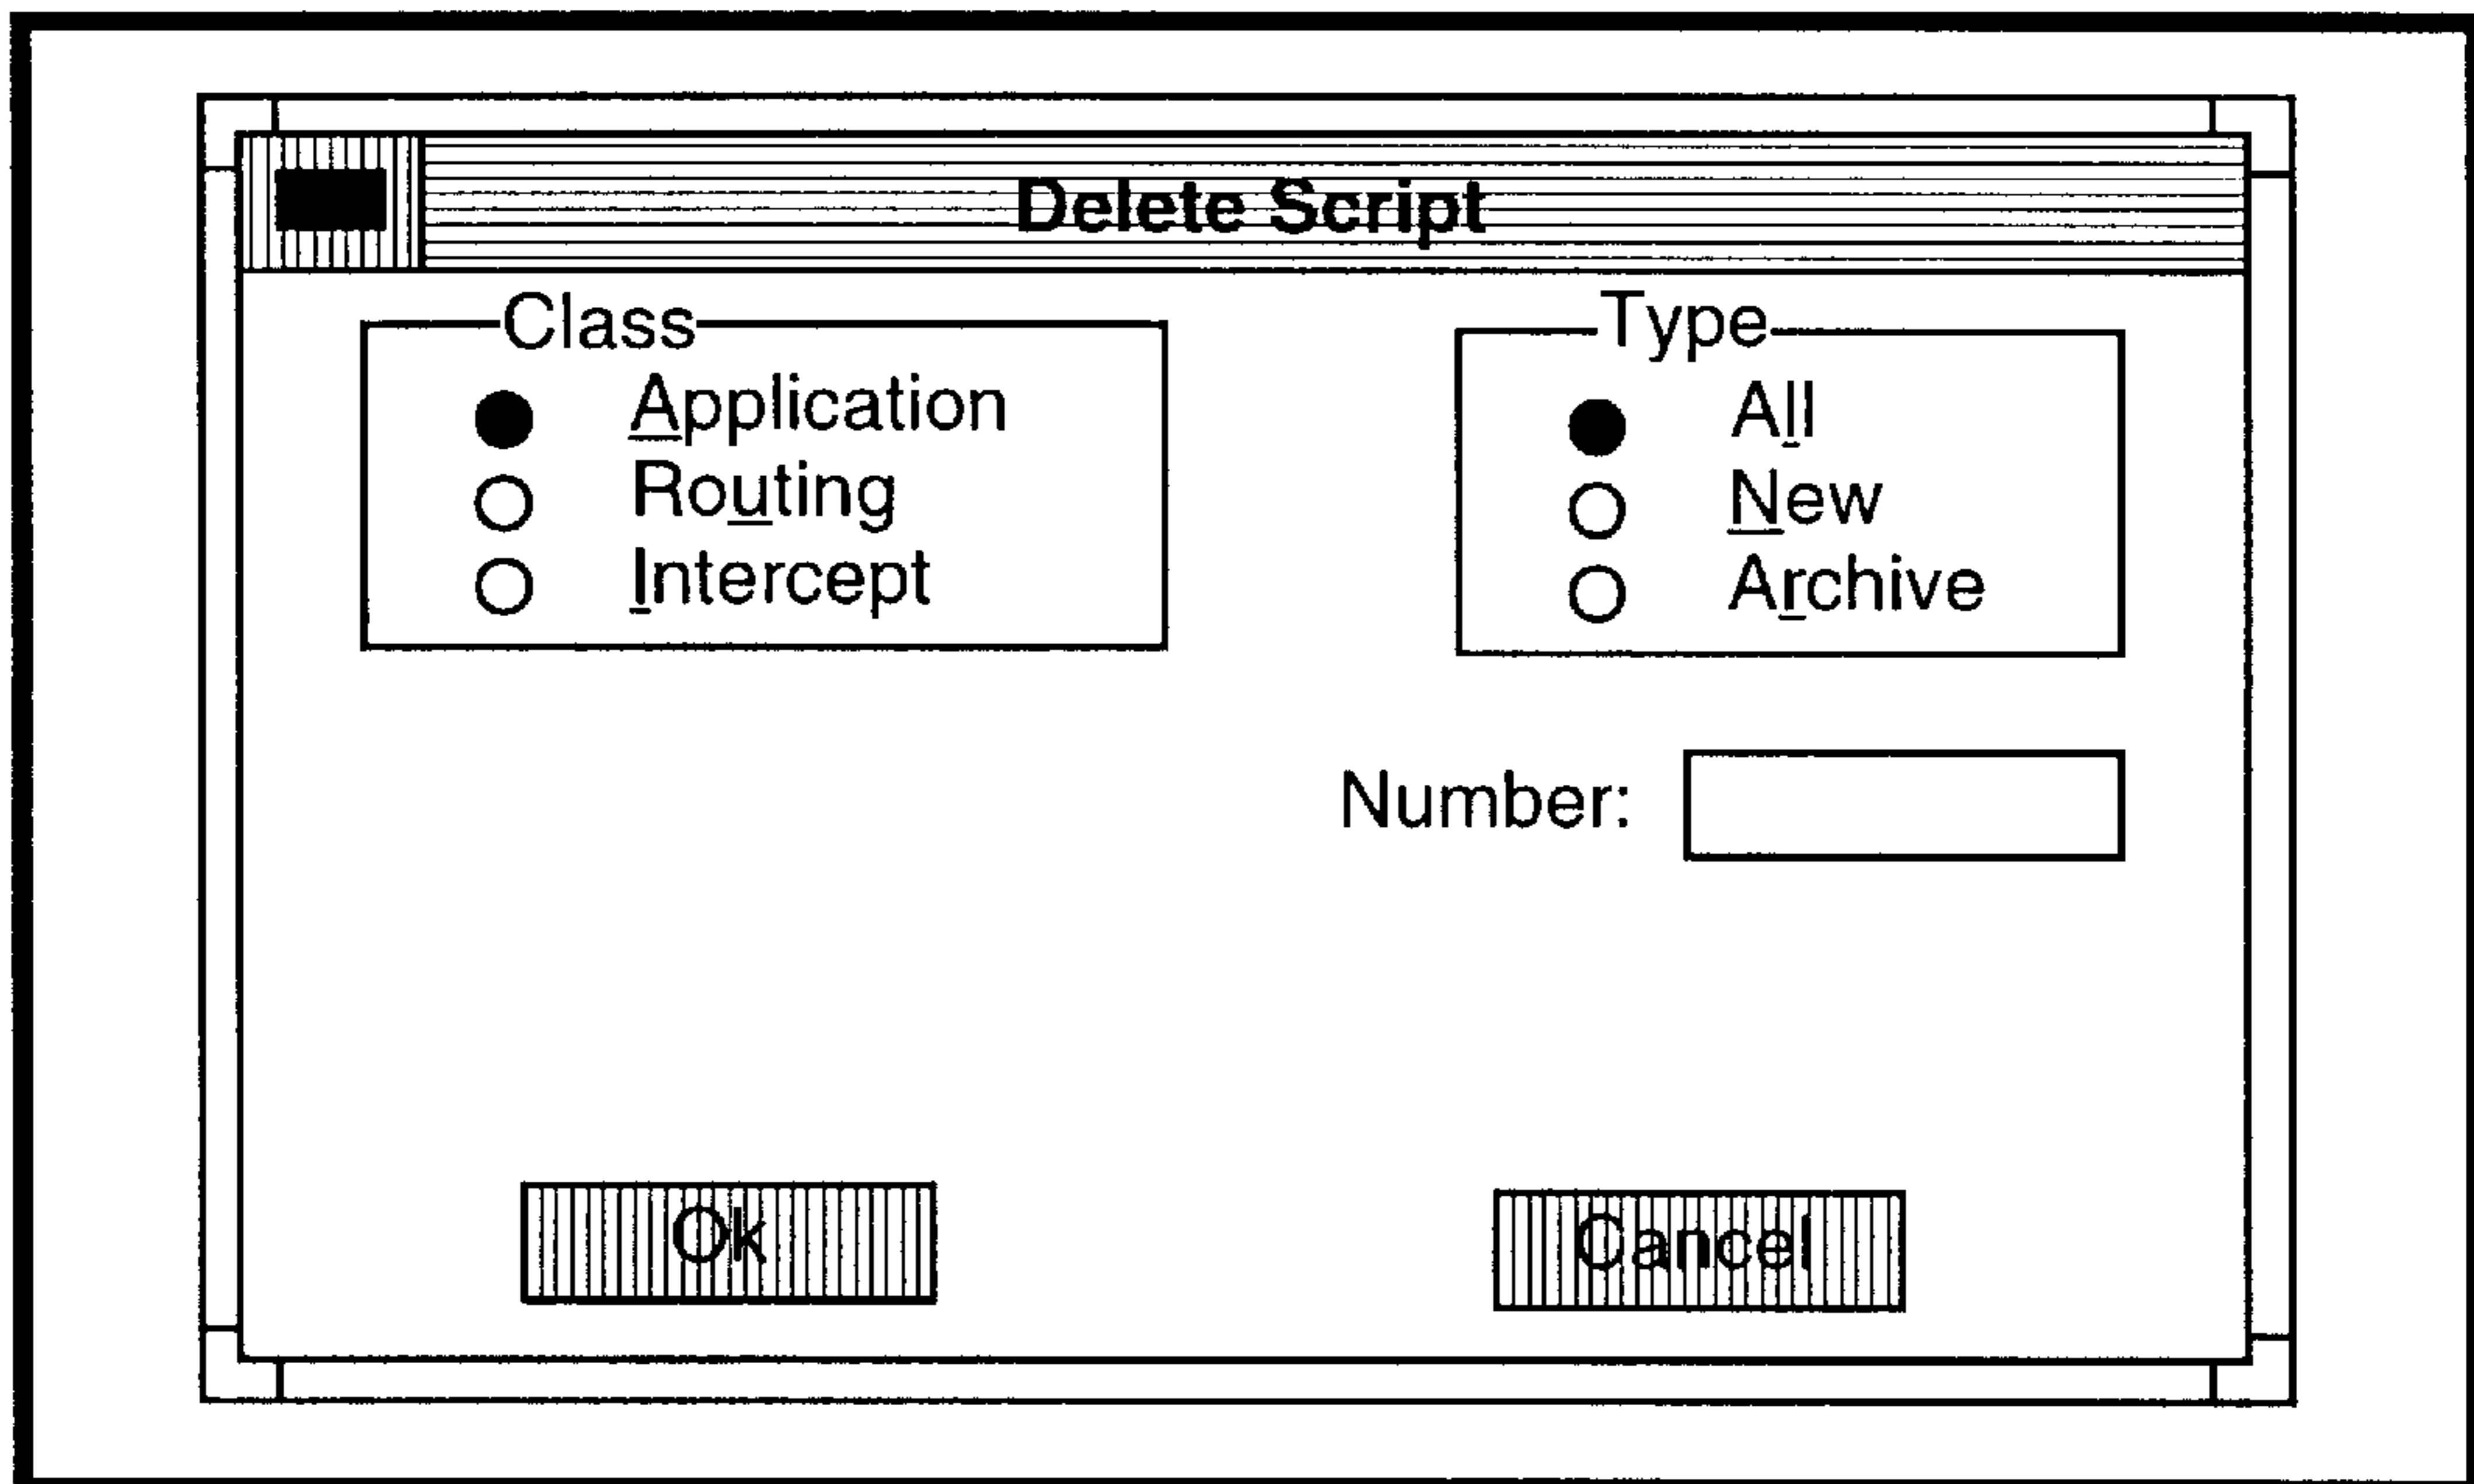 Delete Script
Class
Application
Routing
Intercept
Type
All
New
Archive
Number:
Ok
Cancel